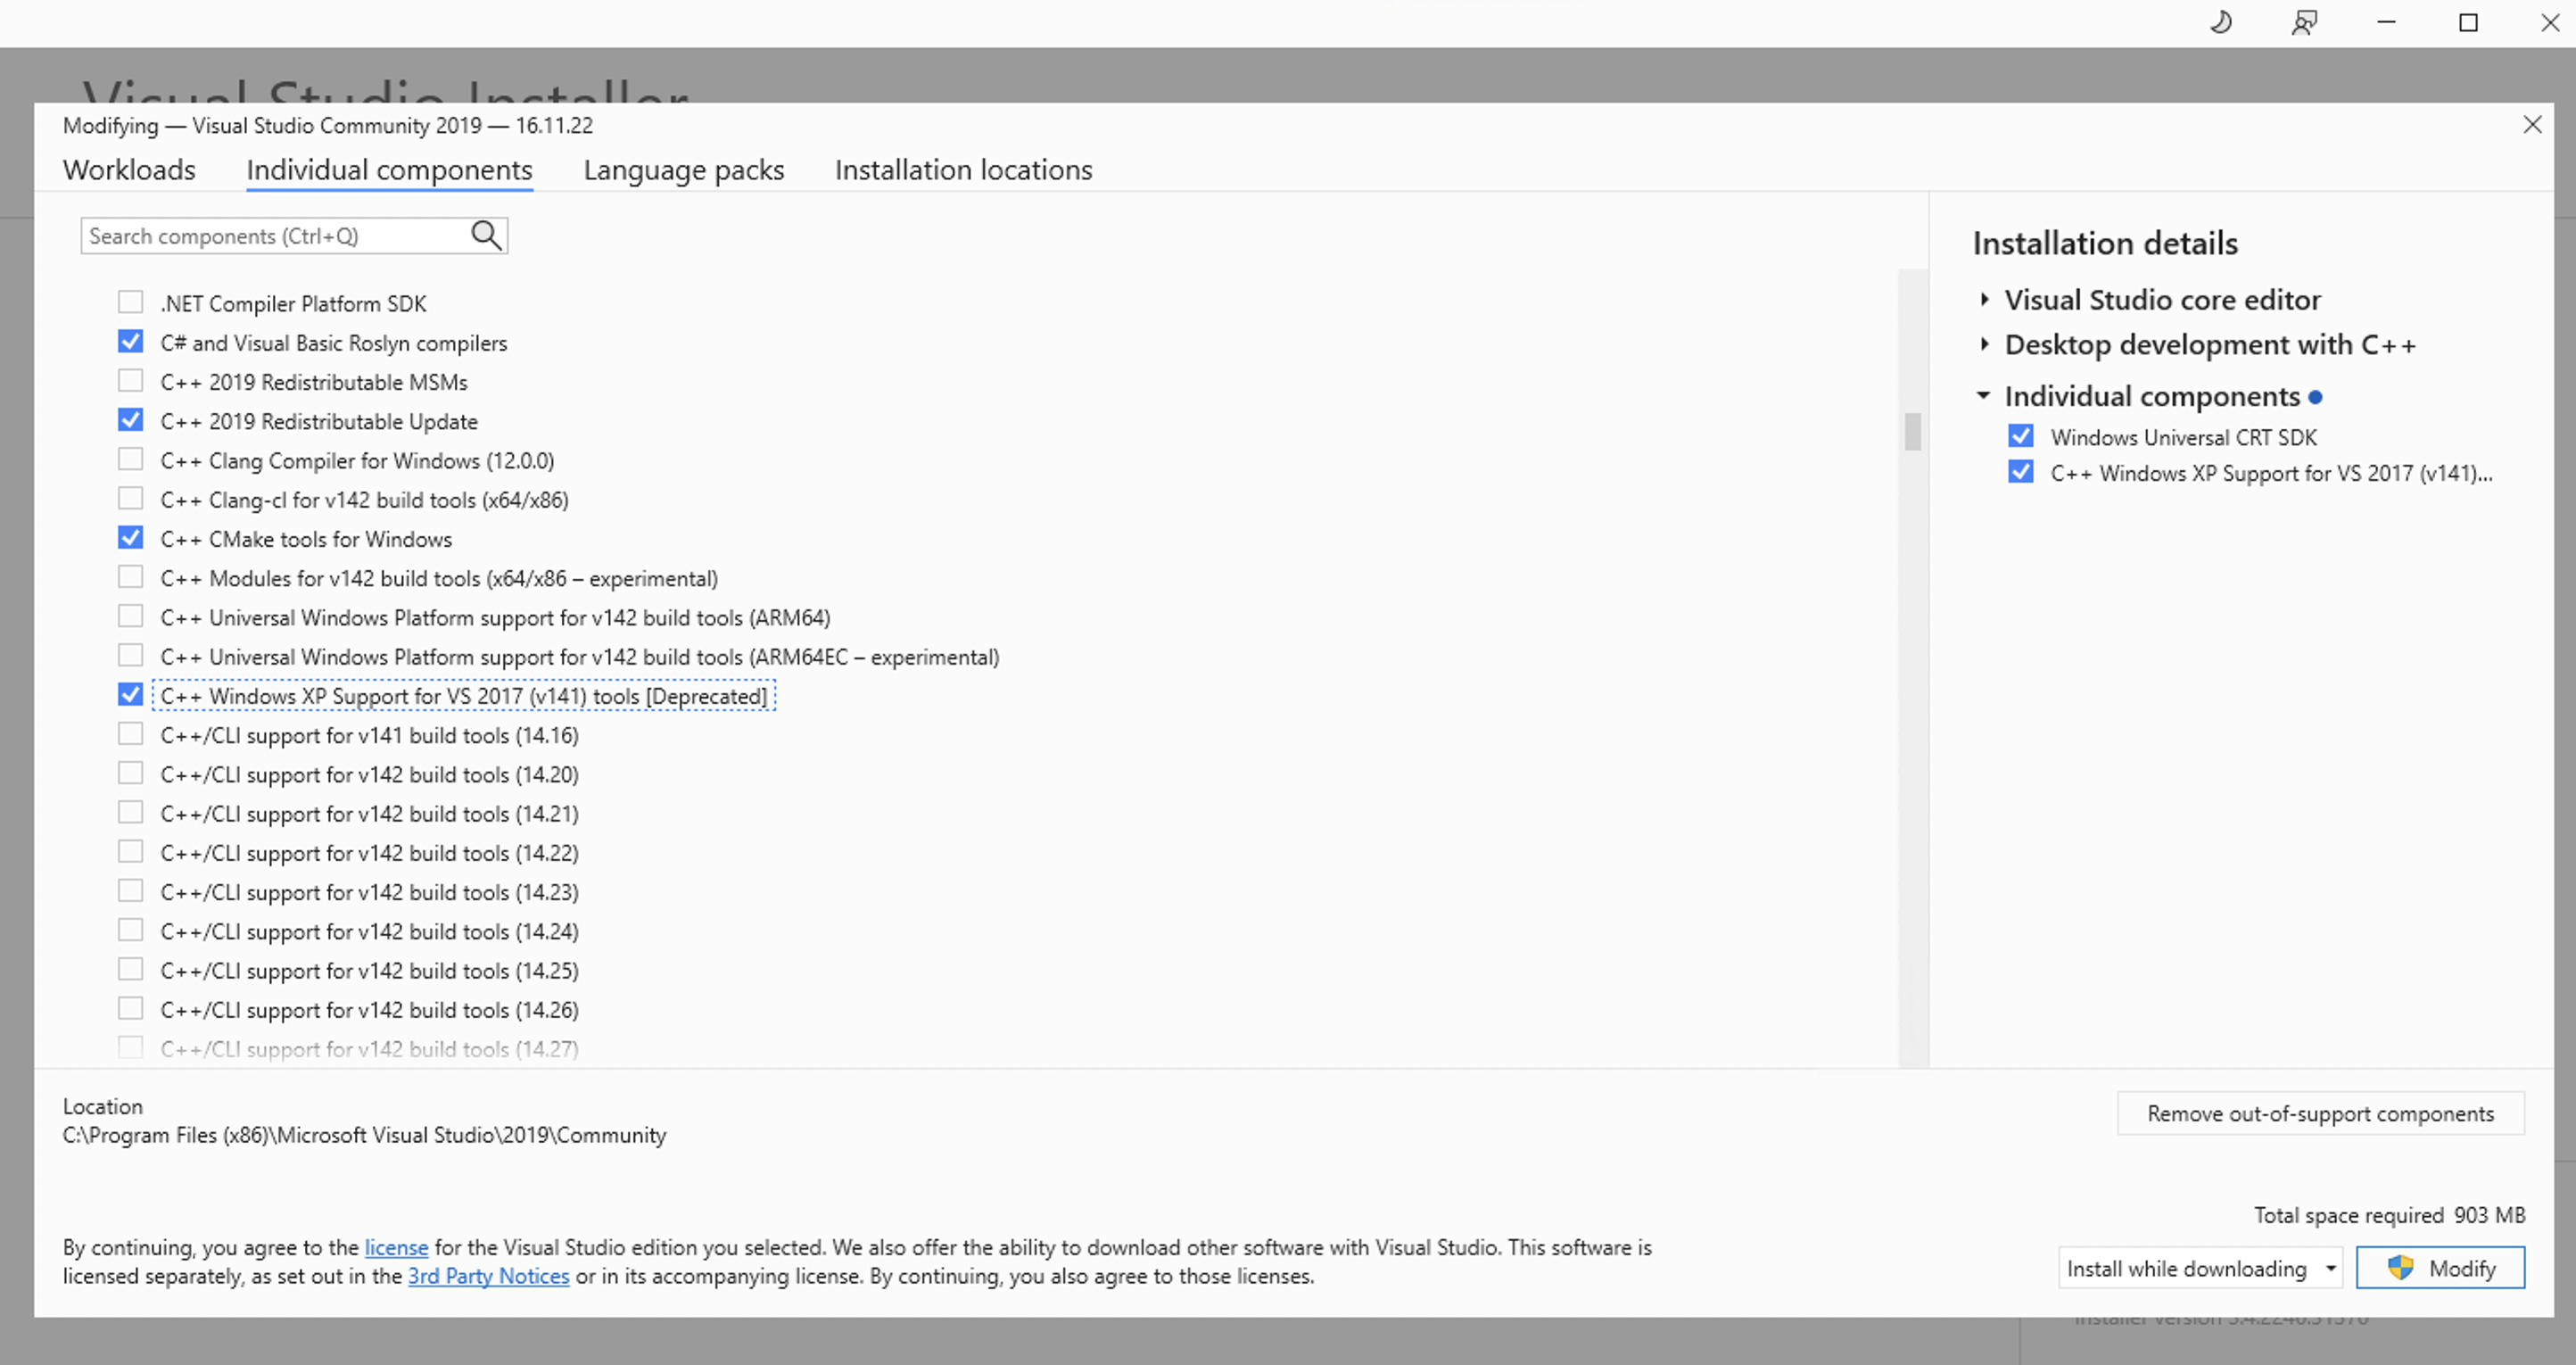 Visual Studio Installer
Modifying — Visual Studio Community 2019 — 16.11.22
Workloads
Individual components
Language packs
Installation locations
Search components (Ctrl+Q)
.NET Compiler Platform SDK
C# and Visual Basic Roslyn compilers
C++ 2019 Redistributable MSMs
C++ 2019 Redistributable Update
C++ Clang Compiler for Windows (12.0.0)
C++ Clang-cl for v142 build tools (x64/x86)
C++ CMake tools for Windows
C++ Modules for v142 build tools (x64/x86 – experimental)
C++ Universal Windows Platform support for v142 build tools (ARM64)
C++ Universal Windows Platform support for v142 build tools (ARM64EC – experimental)
C++ Windows XP Support for VS 2017 (v141) tools [Deprecated]
C++/CLI support for v141 build tools (14.16)
C++/CLI support for v142 build tools (14.20)
C++/CLI support for v142 build tools (14.21)
C++/CLI support for v142 build tools (14.22)
C++/CLI support for v142 build tools (14.23)
C++/CLI support for v142 build tools (14.24)
C++/CLI support for v142 build tools (14.25)
C++/CLI support for v142 build tools (14.26)
C++/CLI support for v142 build tools (14.27)
Installation details
Visual Studio core editor
Desktop development with C++
Individual components
Windows Universal CRT SDK
C++ Windows XP Support for VS 2017 (v141)...
Location
C:\Program Files (x86)\Microsoft Visual Studio\2019\Community
Remove out-of-support components
Total space required 903 MB
By continuing, you agree to the license for the Visual Studio edition you selected. We also offer the ability to download other software with Visual Studio. This software is
licensed separately, as set out in the 3rd Party Notices or in its accompanying license. By continuing, you also agree to those licenses.
Install while downloading
Modify
Installer version